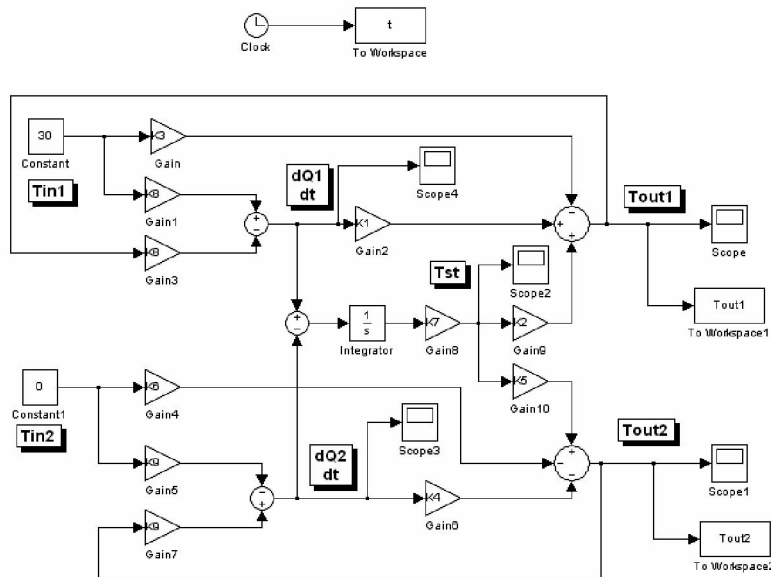 t
Clock
To Workspace
30
Constant
K3
Gain
Tin1
K8
Gain1
K8
Gain3
+
−
dQ1
dt
Scope4
K1
Gain2
−
+
+
Tout1
Scope
Tout1
To Workspace1
Tst
Scope2
+
−
1
s
Integrator
K7
Gain8
K2
Gain9
K5
Gain10
0
Constant1
K6
Gain4
Tin2
K9
Gain5
K9
Gain7
−
+
dQ2
dt
Scope3
K4
Gain6
+
−
−
Tout2
Scope1
Tout2
To Workspace2